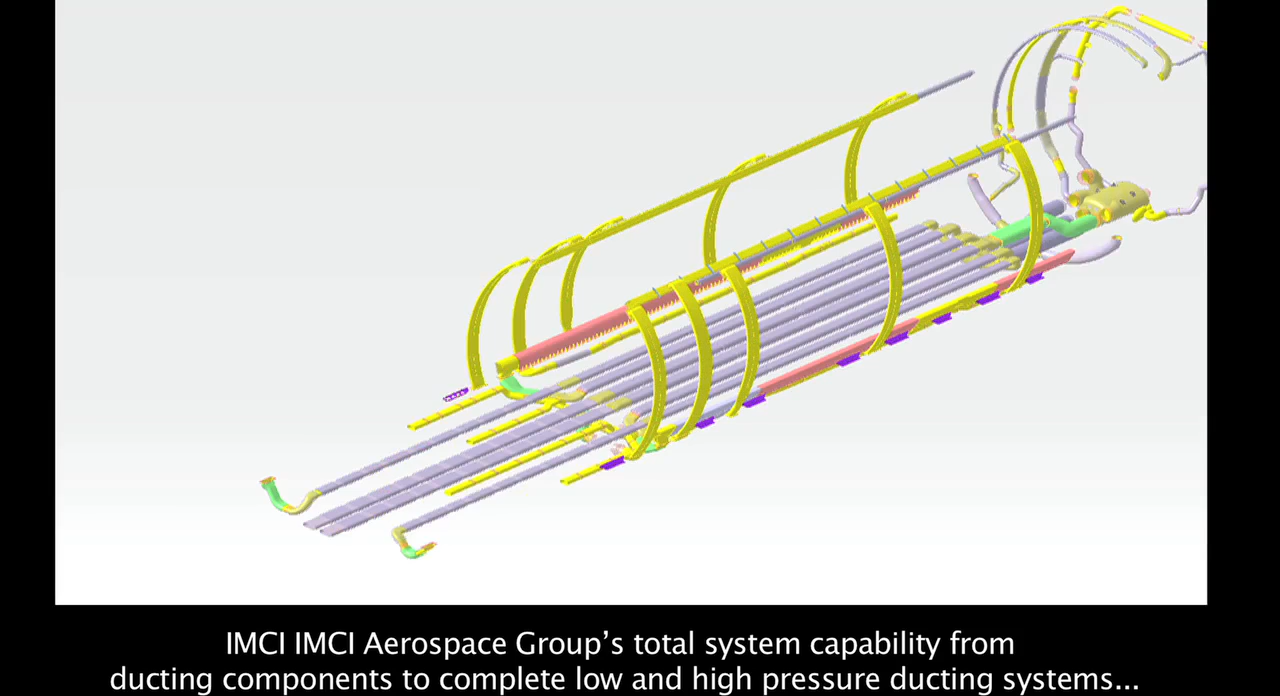 IMCI IMCI Aerospace Group’s total system capability from
ducting components to complete low and high pressure ducting systems...